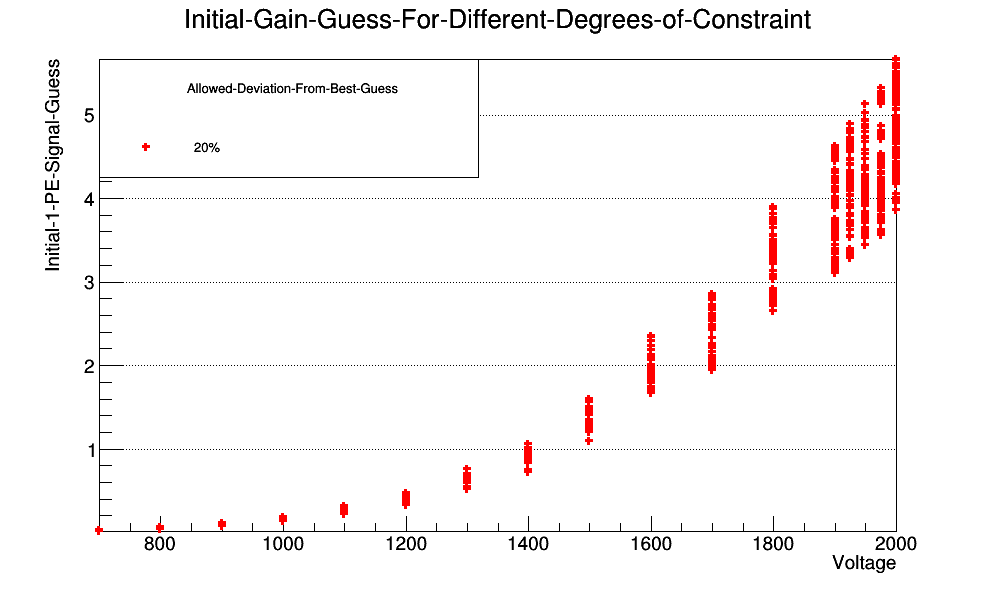 Initial-Gain-Guess-For-Different-Degrees-of-Constraint
Initial-1-PE-Signal-Guess
Allowed-Deviation-From-Best-Guess
20%
5
4
3
2
1
800 1000 1200 1400 1600 1800 2000
Voltage